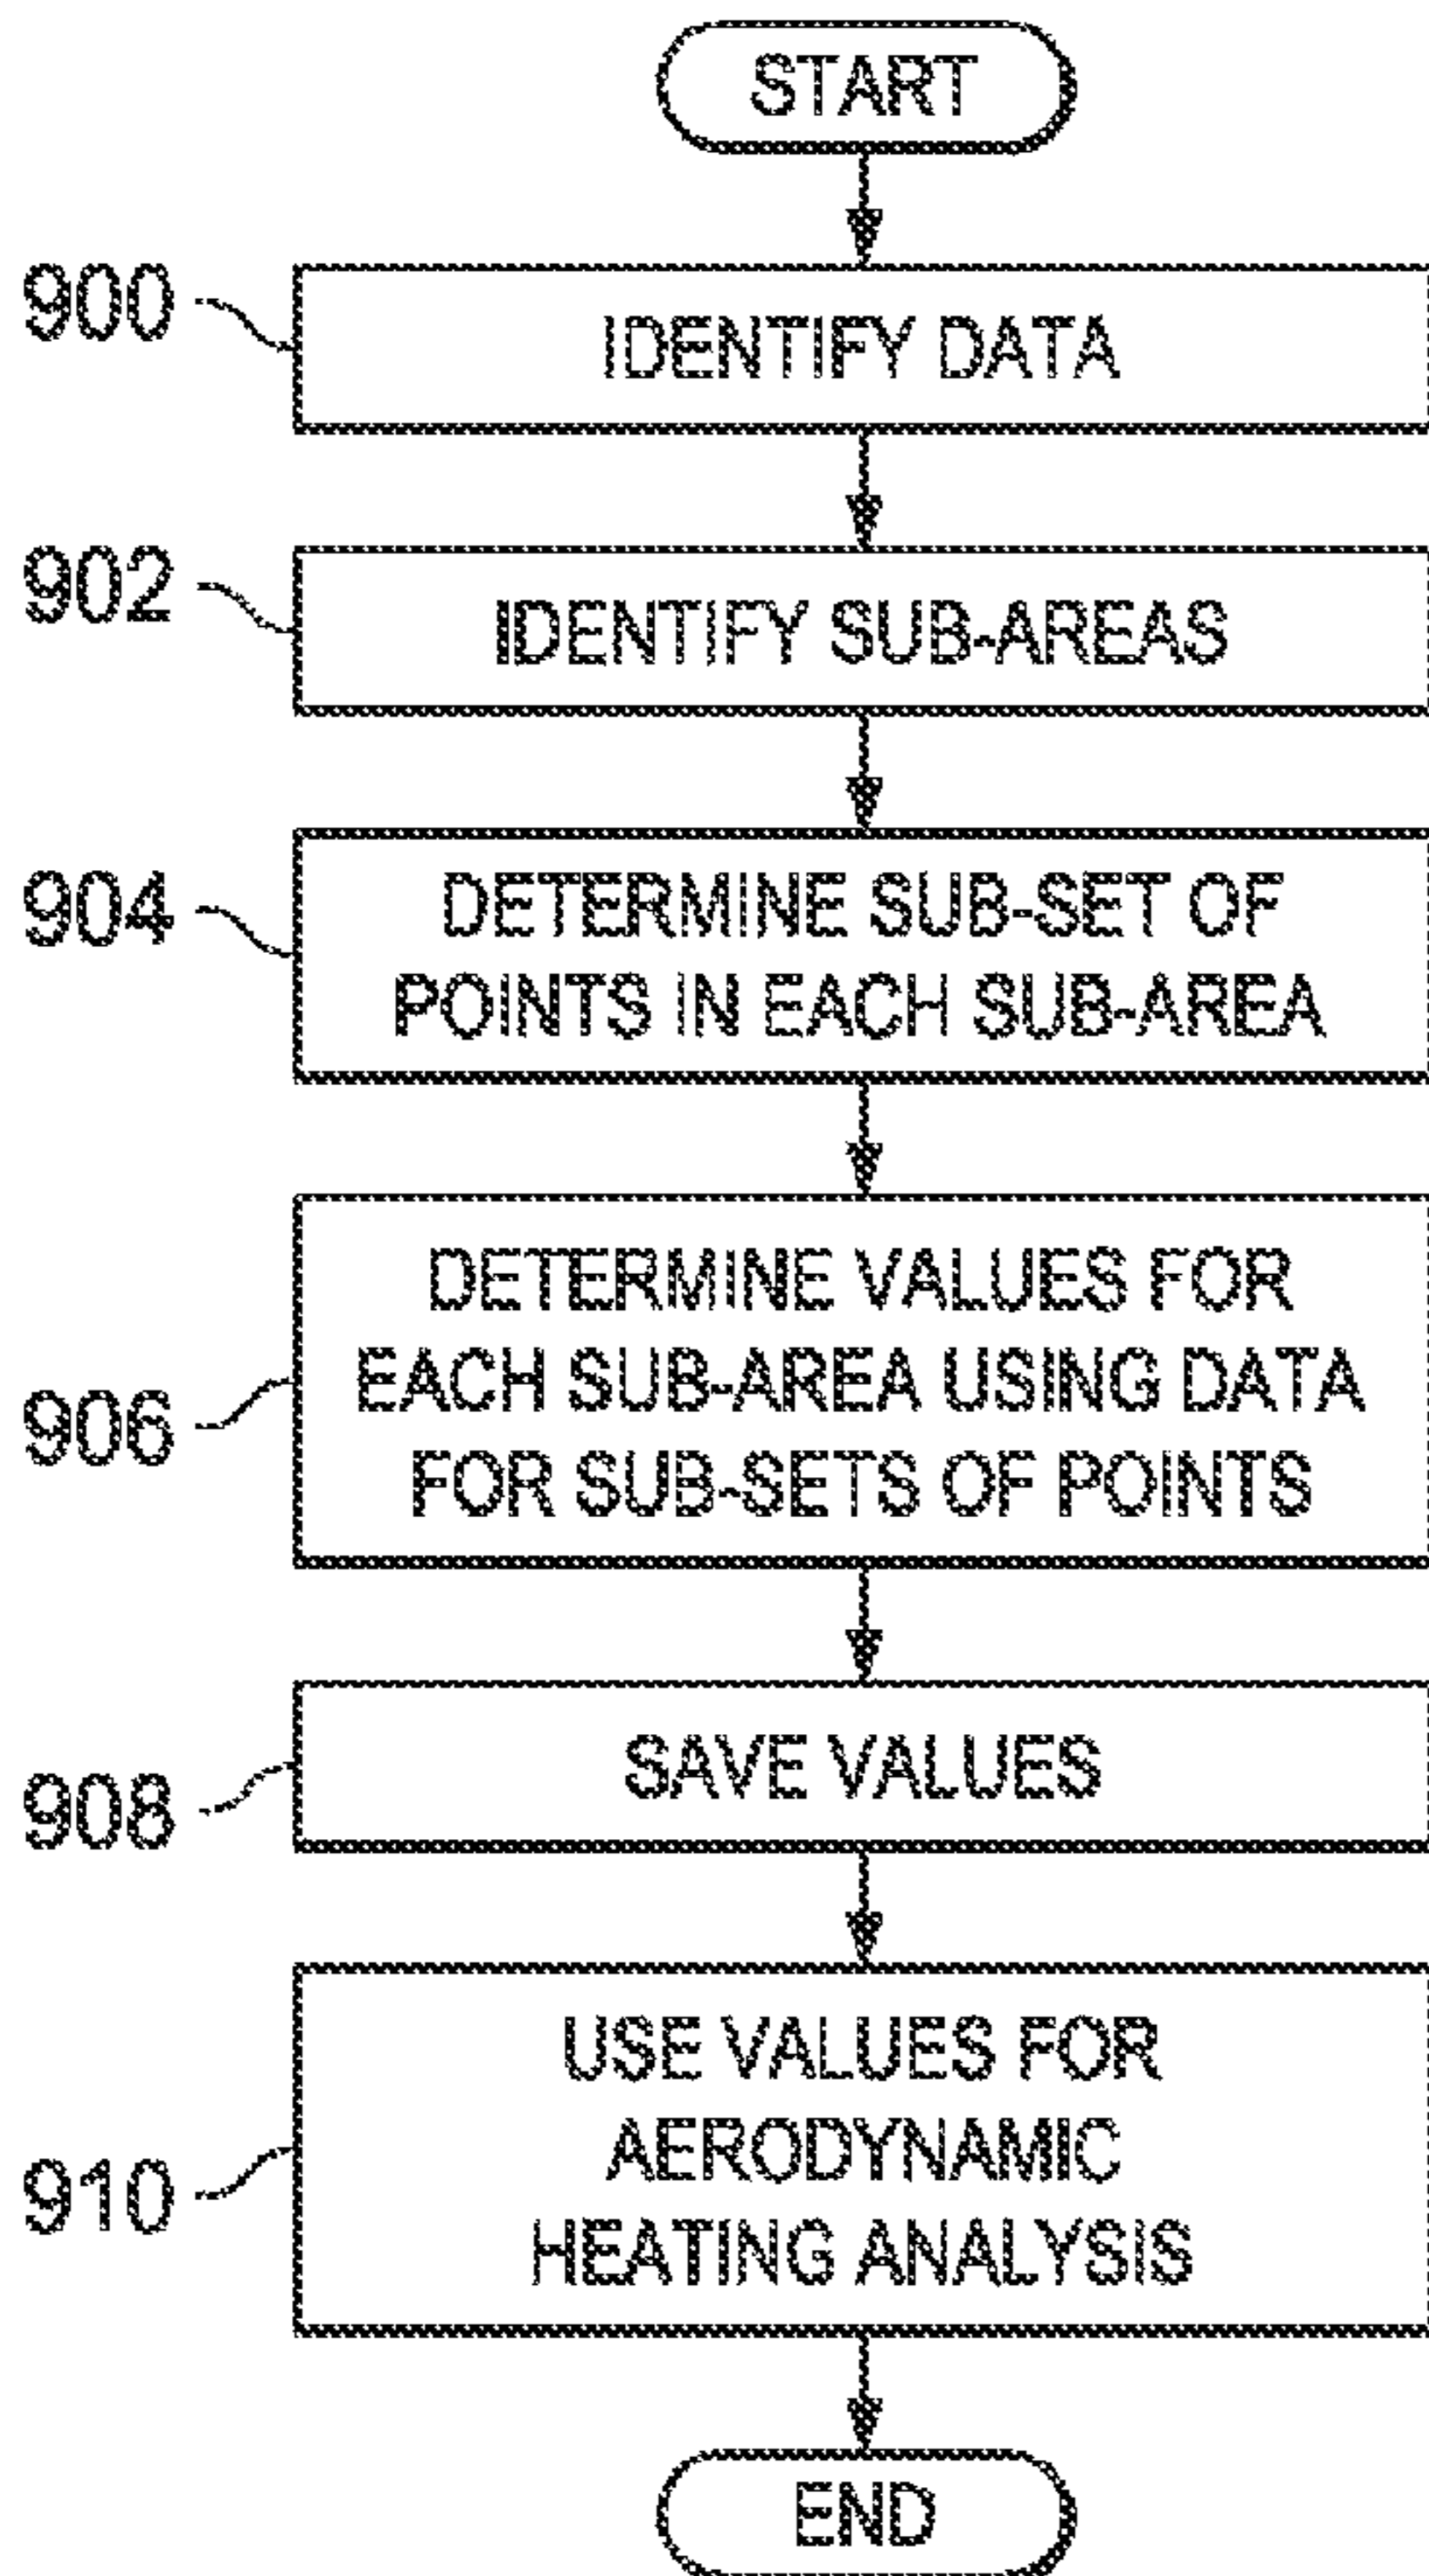 START
900
IDENTIFY DATA
902
IDENTIFY SUB-AREAS
904
DETERMINE SUB-SET OF
POINTS IN EACH SUB-AREA
906
DETERMINE VALUES FOR
EACH SUB-AREA USING DATA
FOR SUB-SETS OF POINTS
908
SAVE VALUES
910
USE VALUES FOR
AERODYNAMIC
HEATING ANALYSIS
END